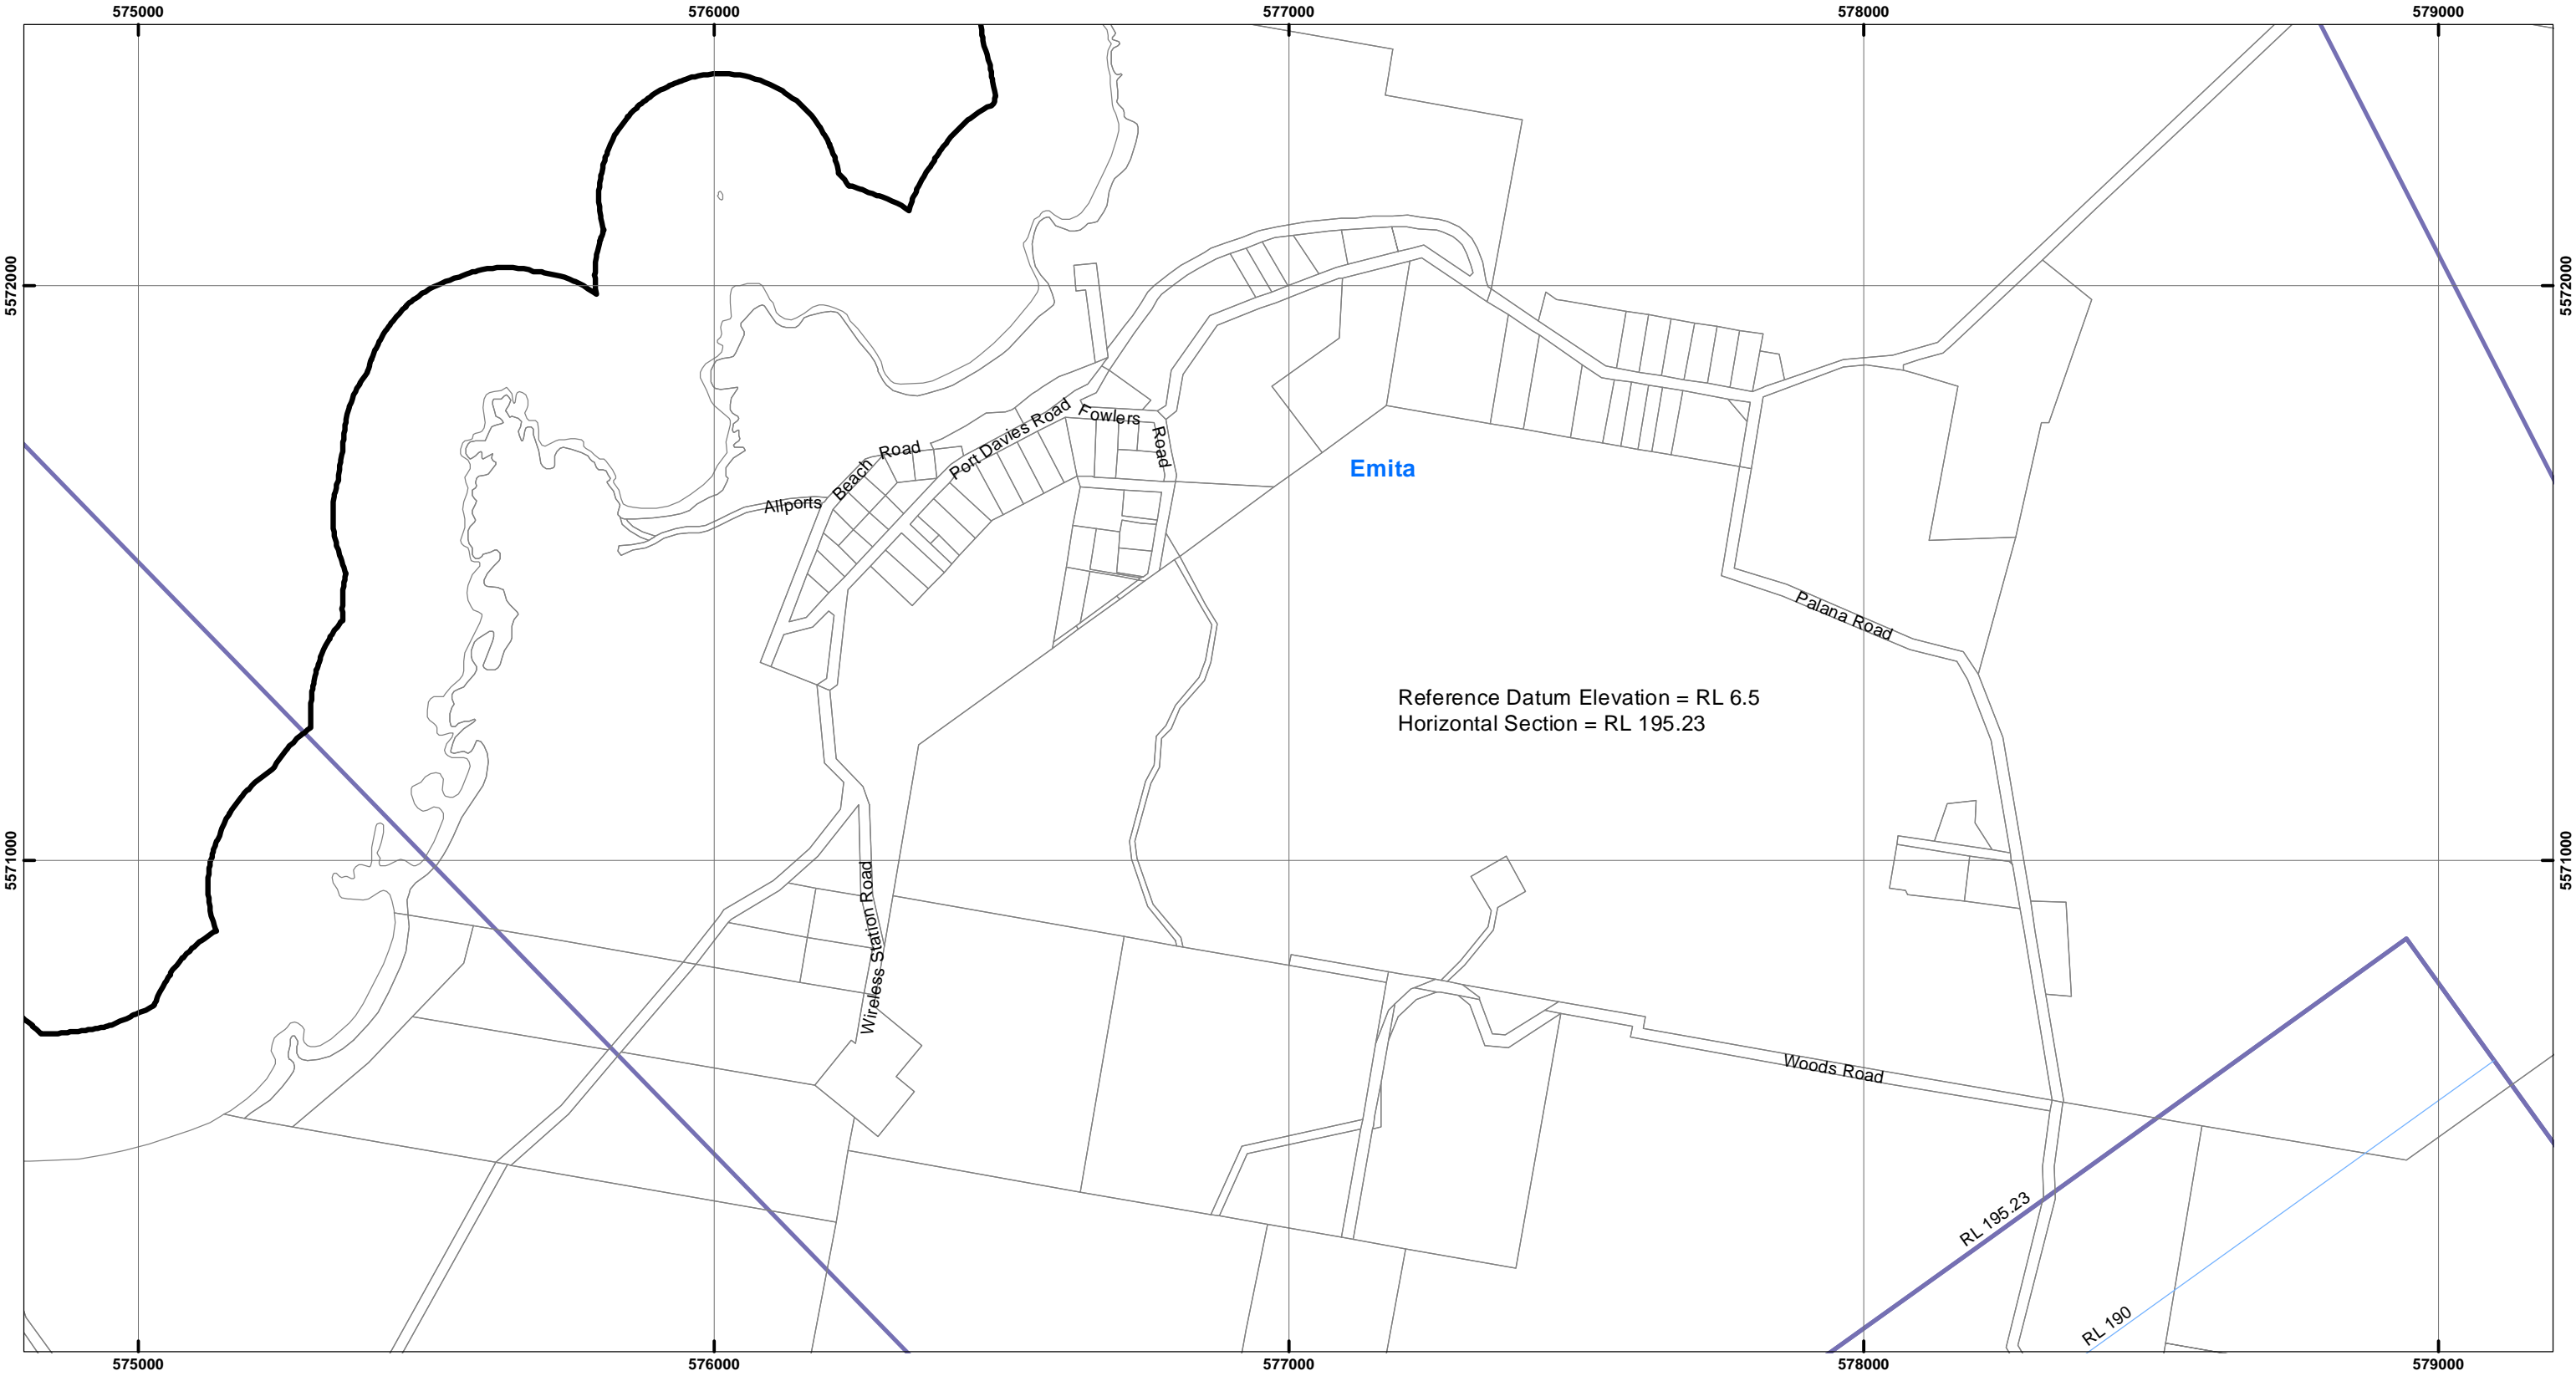 575000 576000 577000 578000 579000
5572000 5572000
Fowlers
Port Davies Road
Road
Beach Road
Allports
Emita
Palana Road
Reference Datum Elevation = RL 6.5
Horizontal Section = RL 195.23
5571000 5571000
Wireless Station Road
Woods Road
RL 195.23
RL 190
575000 576000 577000 578000 579000